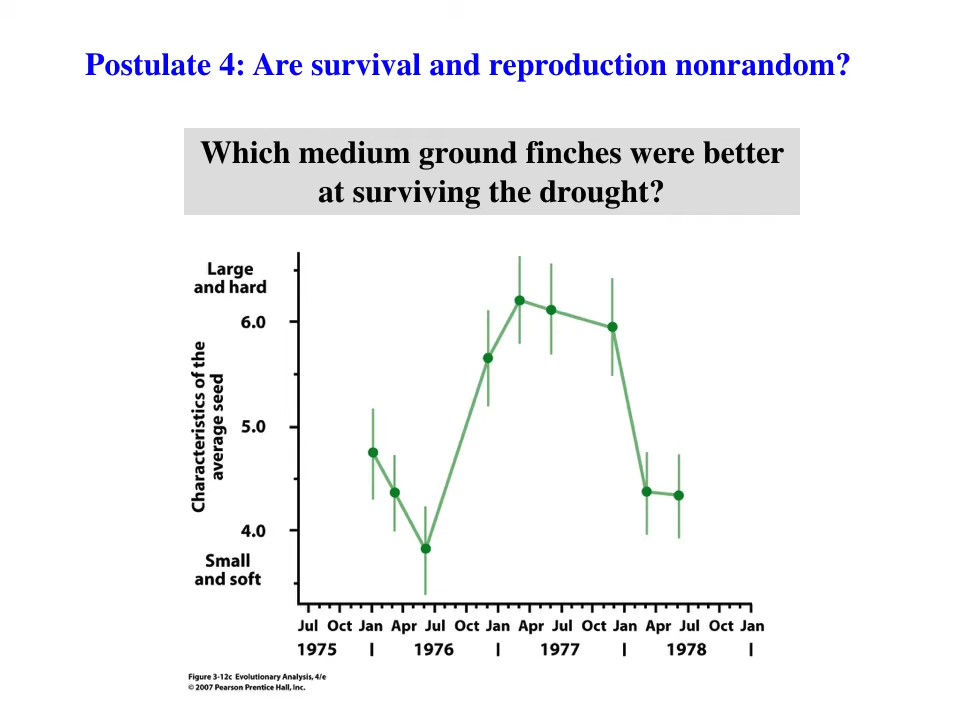 Postulate 4: Are survival and reproduction nonrandom?
Which medium ground finches were better
at surviving the drought?
Large
and hard
6.0
5.0
4.0
Small
and soft
Characteristics of the
average seed
Jul Oct Jan Apr Jul Oct Jan Apr Jul Oct Jan Apr Jul Oct Jan
1975 | 1976 | 1977 | 1978 |
Figure 3-12c Evolutionary Analysis, 4/e
© 2007 Pearson Prentice Hall, Inc.